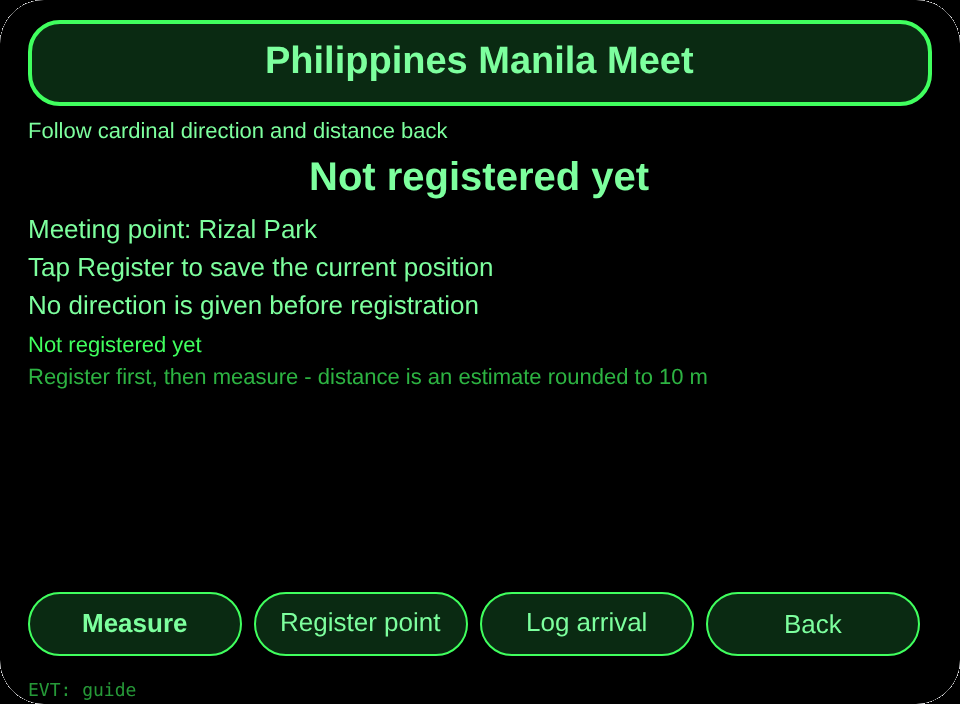 Philippines Manila Meet
Follow cardinal direction and distance back
Not registered yet
Meeting point: Rizal Park
Tap Register to save the current position
No direction is given before registration
Not registered yet
Register first, then measure - distance is an estimate rounded to 10 m
Measure
Register point
Log arrival
Back
EVT: guide